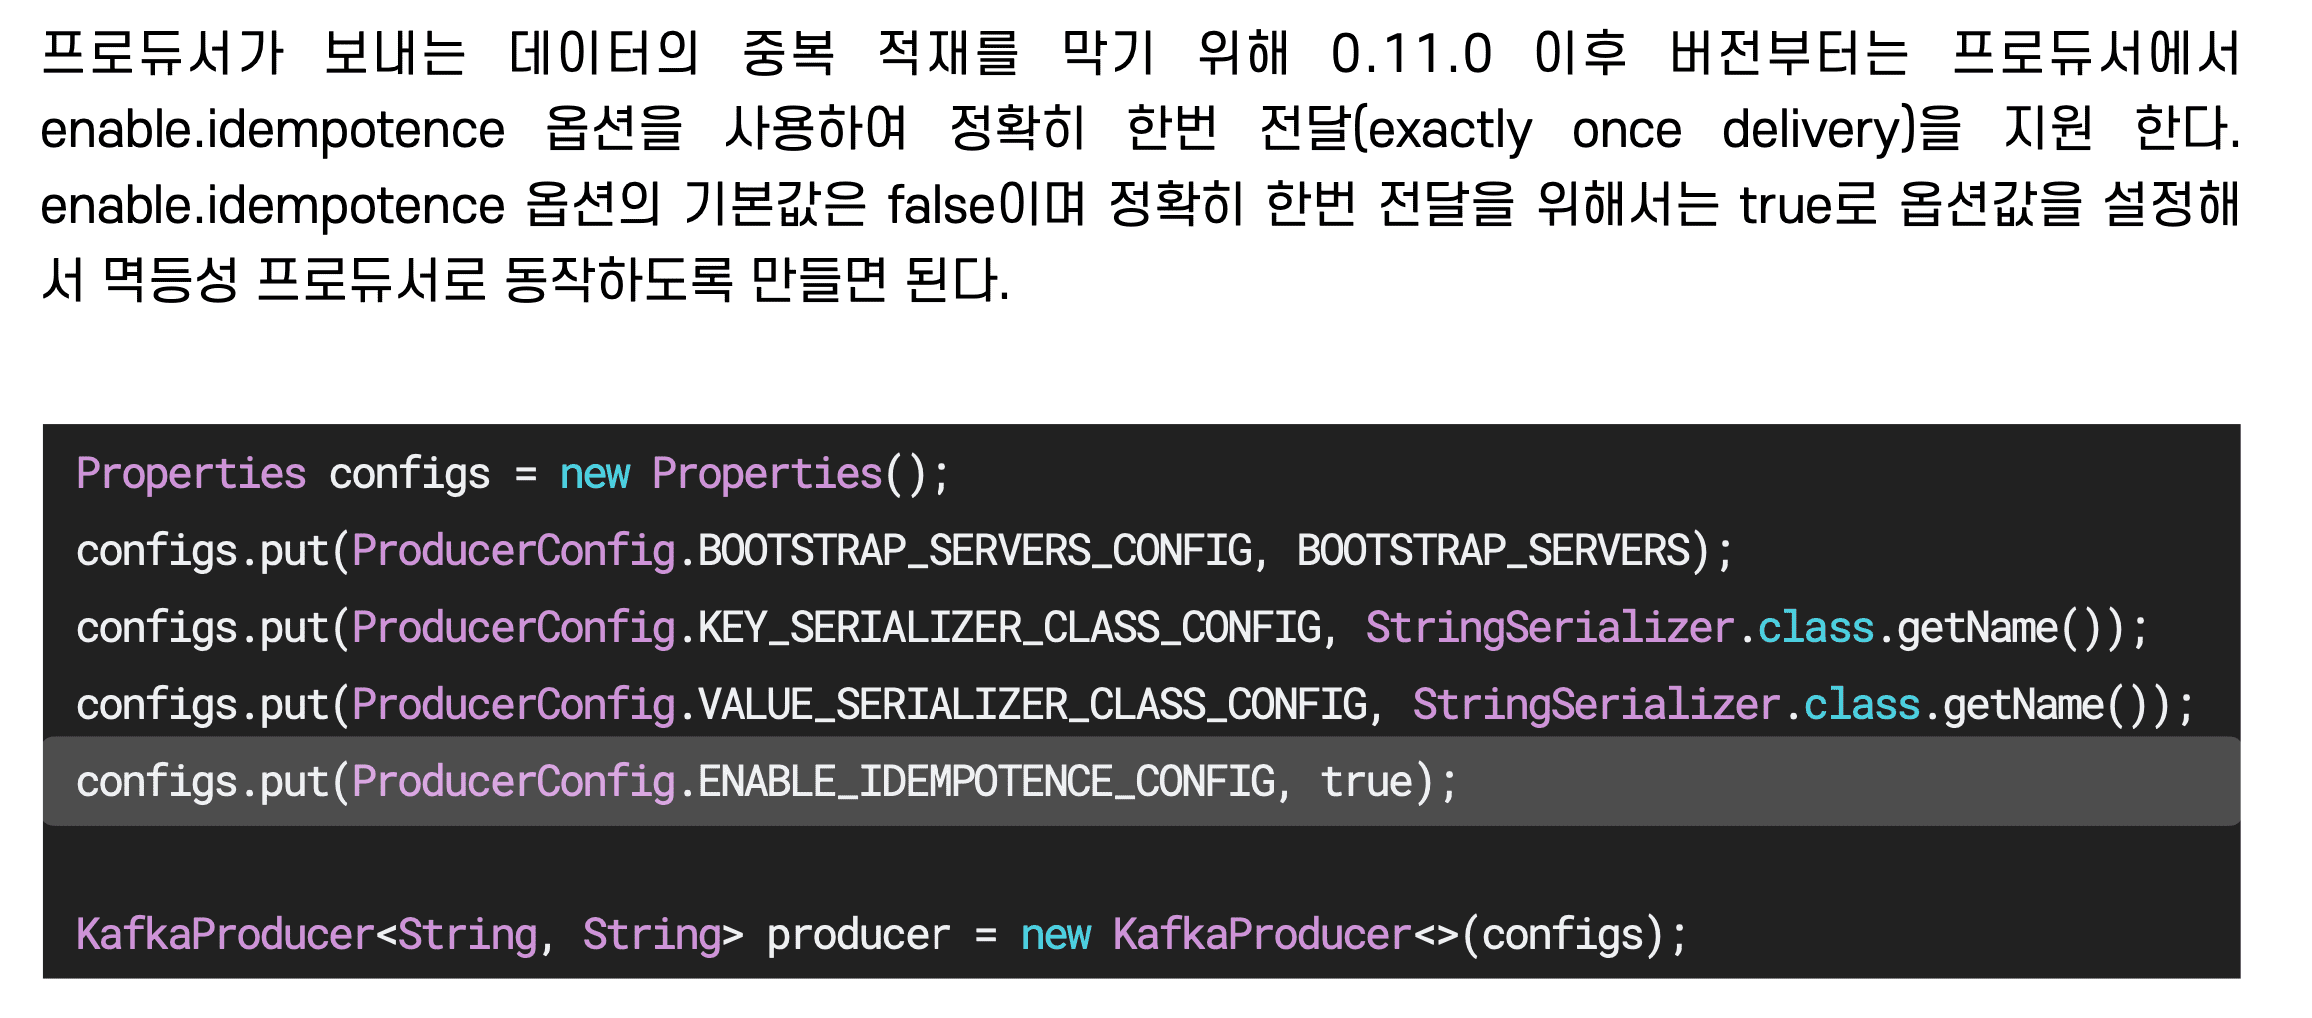 프로듀서가 보내는 데이터의 중복 적재를 막기 위해 0.11.0 이후 버전부터는 프로듀서에서
enable.idempotence 옵션을 사용하여 정확히 한번 전달(exactly once delivery)을 지원 한다.
enable.idempotence 옵션의 기본값은 false이며 정확히 한번 전달을 위해서는 true로 옵션값을 설정해
서 멱등성 프로듀서로 동작하도록 만들면 된다.
Properties configs = new Properties();
configs.put(ProducerConfig.BOOTSTRAP_SERVERS_CONFIG, BOOTSTRAP_SERVERS);
configs.put(ProducerConfig.KEY_SERIALIZER_CLASS_CONFIG, StringSerializer.class.getName());
configs.put(ProducerConfig.VALUE_SERIALIZER_CLASS_CONFIG, StringSerializer.class.getName());
configs.put(ProducerConfig.ENABLE_IDEMPOTENCE_CONFIG, true);
KafkaProducer<String, String> producer = new KafkaProducer<>(configs);